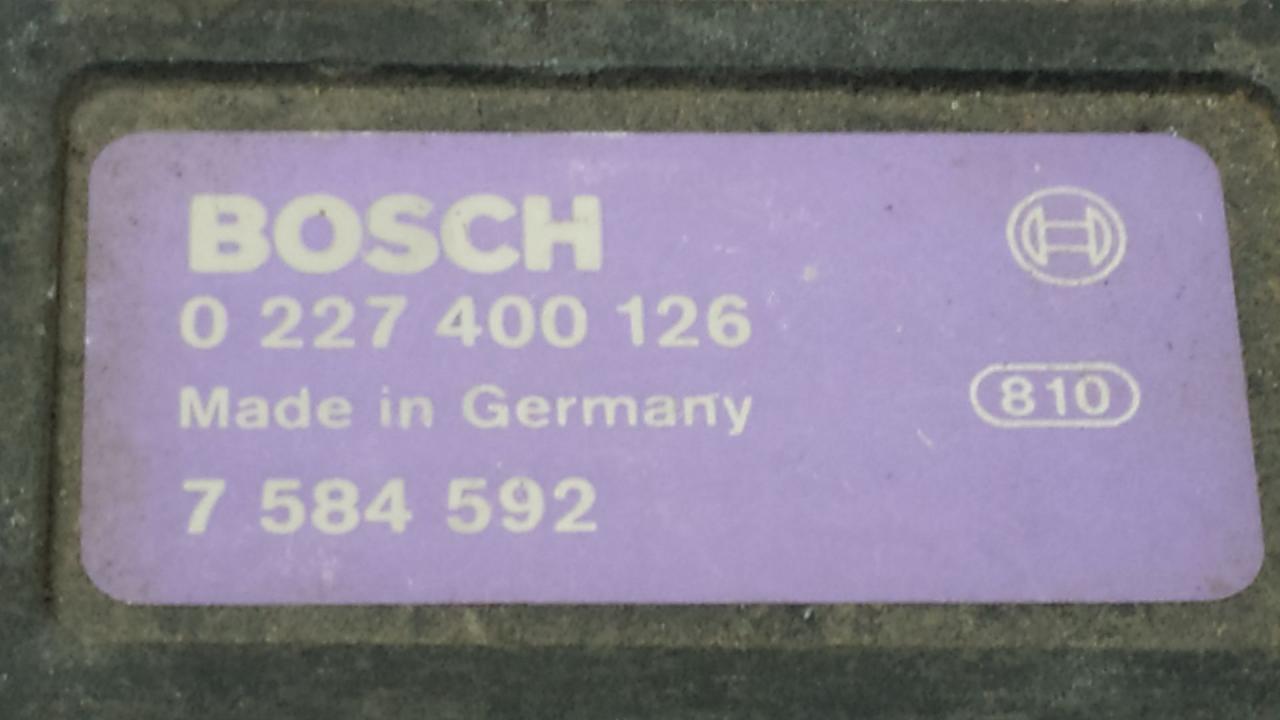 BOSCH
0 227 400 126
Made in Germany
810
7 584 592